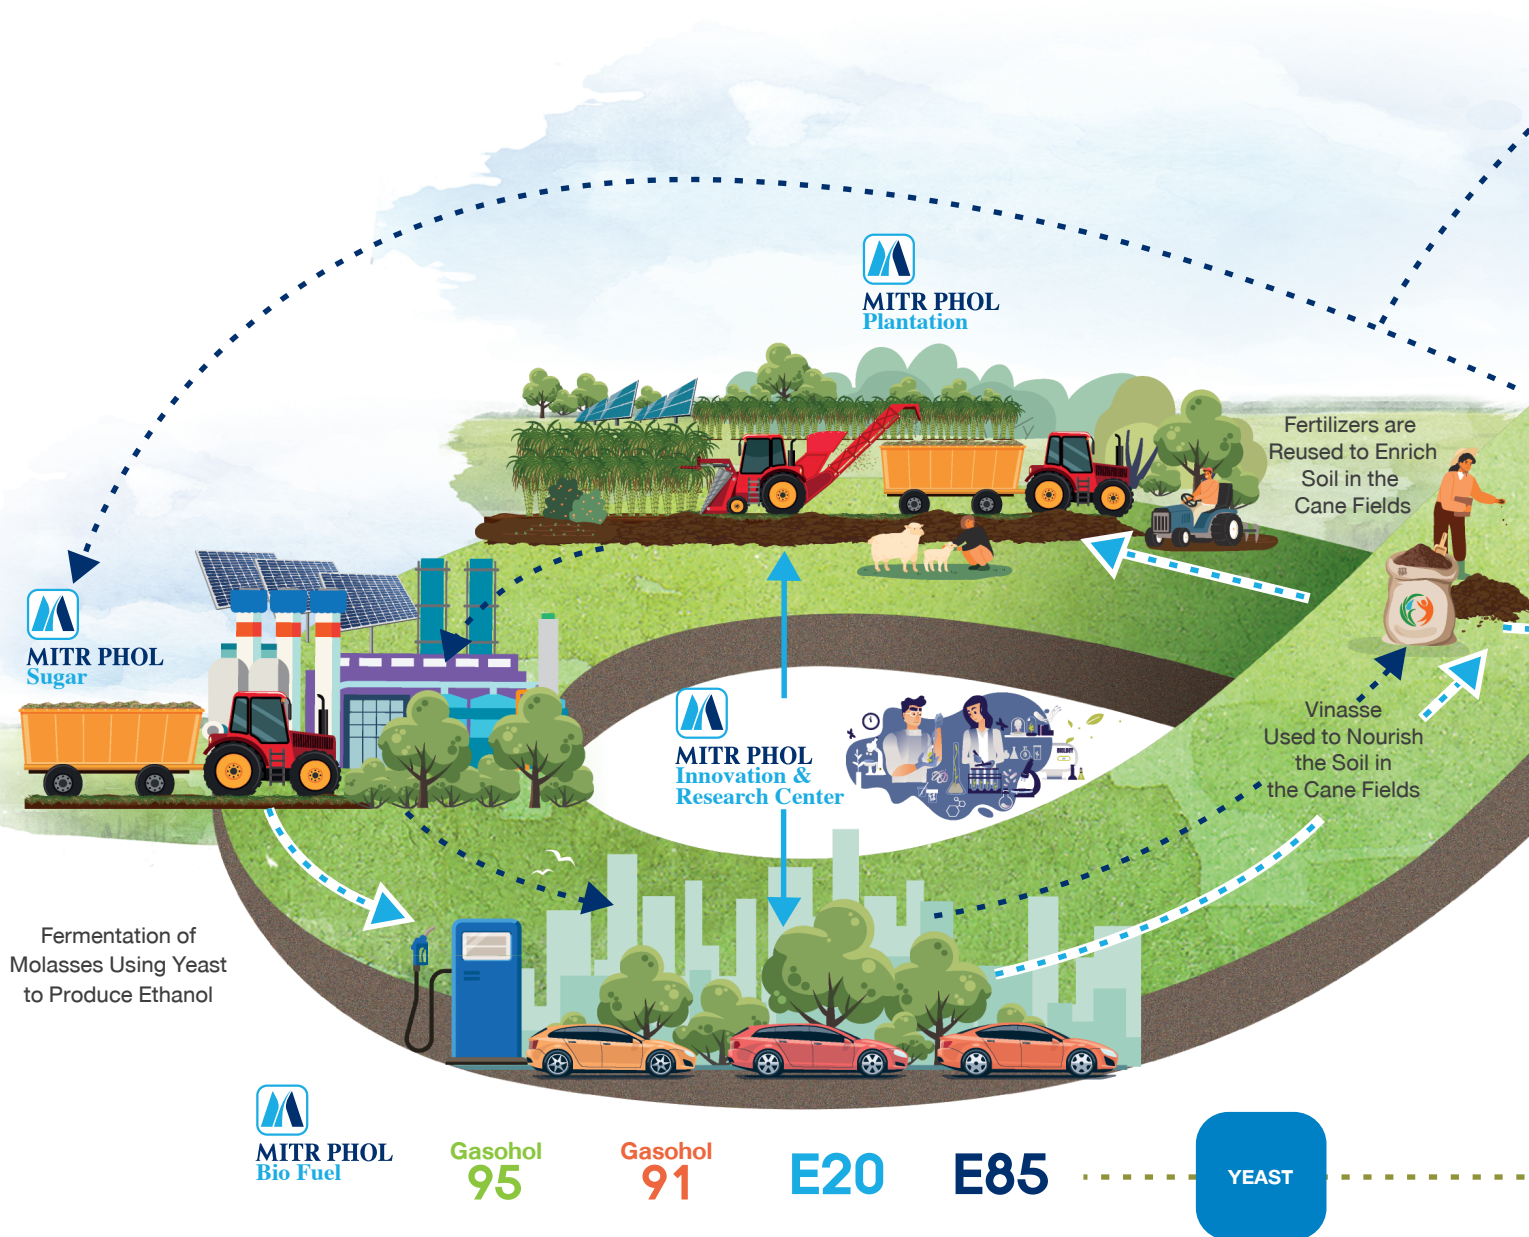 MITR PHOL
Plantation
Fertilizers are
Reused to Enrich
Soil in the
Cane Fields
MITR PHOL
Sugar
MITR PHOL
Innovation &
Research Center
Vinasse
Used to Nourish
the Soil in
the Cane Fields
Fermentation of
Molasses Using Yeast
to Produce Ethanol
MITR PHOL
Bio Fuel
Gasohol
95
Gasohol
91
E20
E85
YEAST